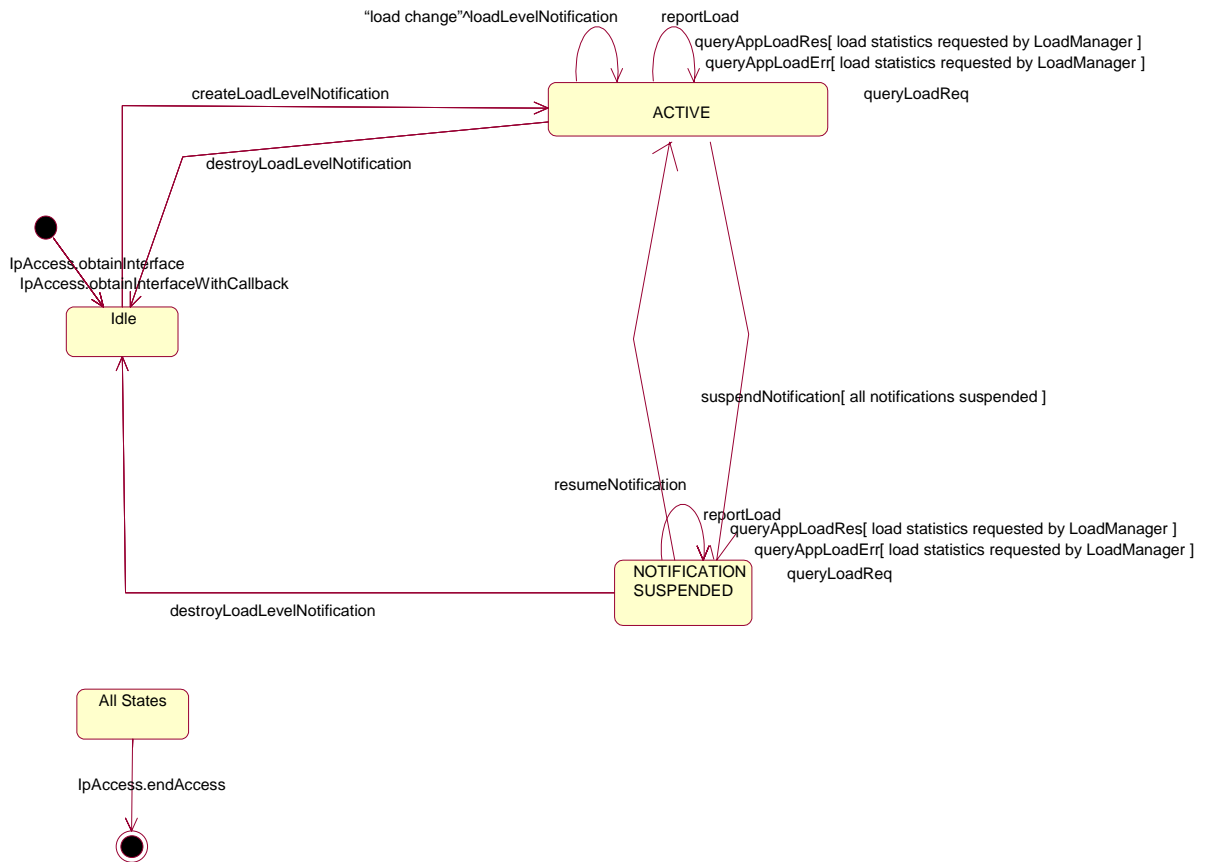 “load change”^loadLevelNotification
reportLoad
queryAppLoadRes[ load statistics requested by LoadManager ]
queryAppLoadErr[ load statistics requested by LoadManager ]
createLoadLevelNotification
queryLoadReq
ACTIVE
destroyLoadLevelNotification
IpAccess.obtainInterface
IpAccess.obtainInterfaceWithCallback
Idle
suspendNotification[ all notifications suspended ]
resumeNotification
reportLoad
queryAppLoadRes[ load statistics requested by LoadManager ]
queryAppLoadErr[ load statistics requested by LoadManager ]
NOTIFICATION
queryLoadReq
SUSPENDED
destroyLoadLevelNotification
All States
IpAccess.endAccess